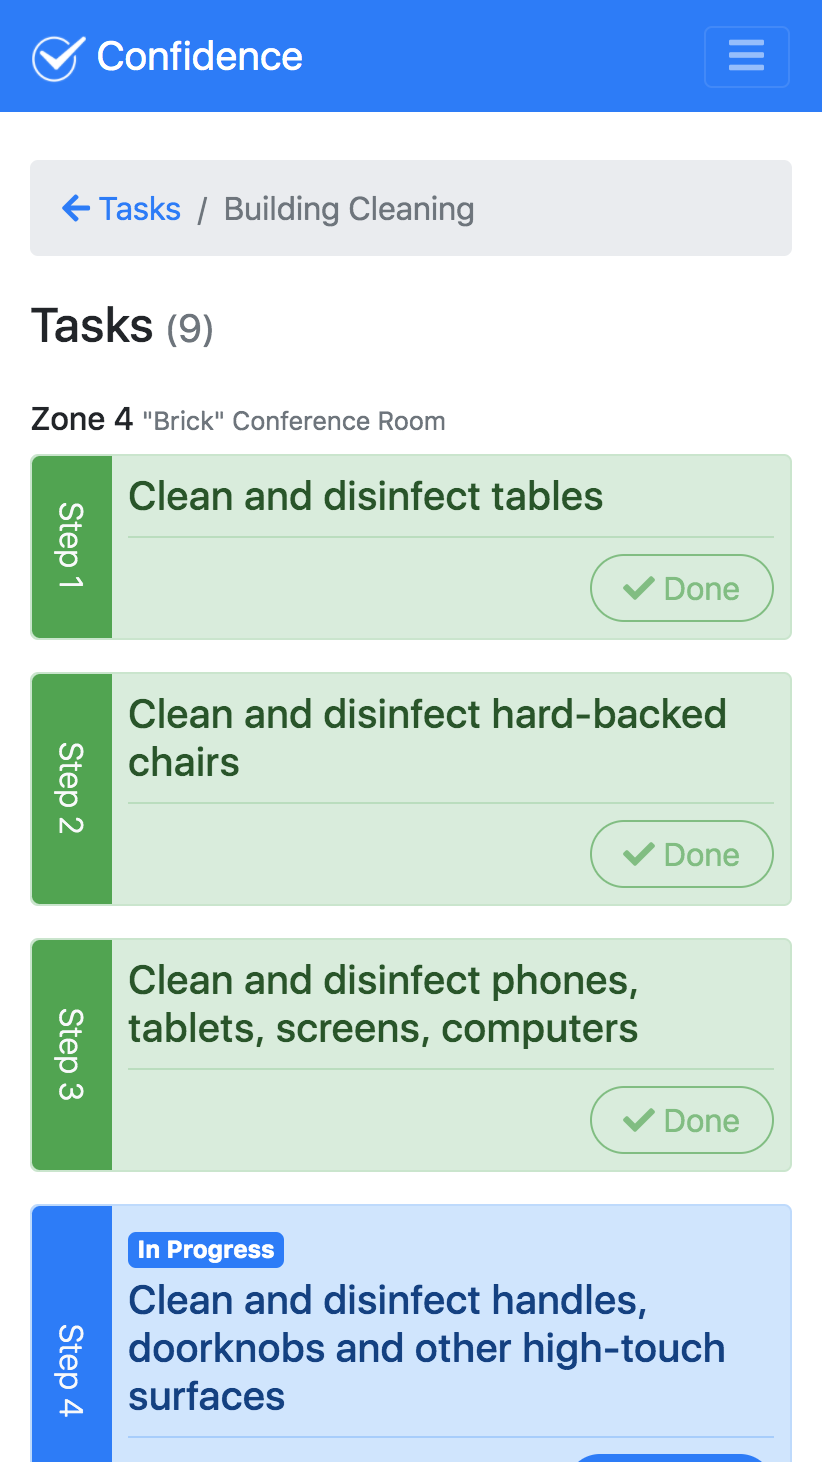 Confidence
Tasks / Building Cleaning
Tasks (9)
Zone 4 "Brick" Conference Room
Step 1
Clean and disinfect tables
Done
Step 2
Clean and disinfect hard-backed
chairs
Done
Step 3
Clean and disinfect phones,
tablets, screens, computers
Done
Step 4
In Progress
Clean and disinfect handles,
doorknobs and other high-touch
surfaces